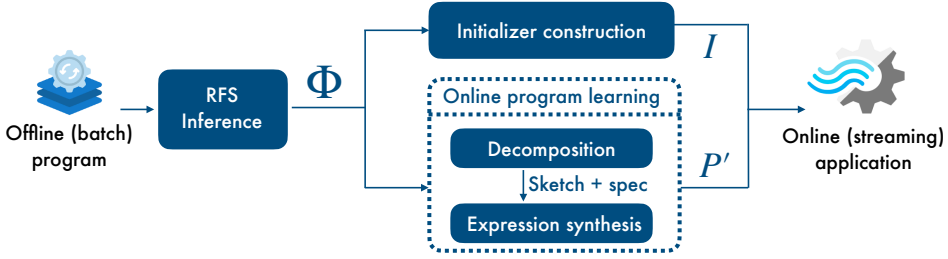 Offline (batch)
program
RFS
Inference
Φ
Initializer construction
I
Online program learning
Decomposition
Sketch + spec
Expression synthesis
P′
Online (streaming)
application